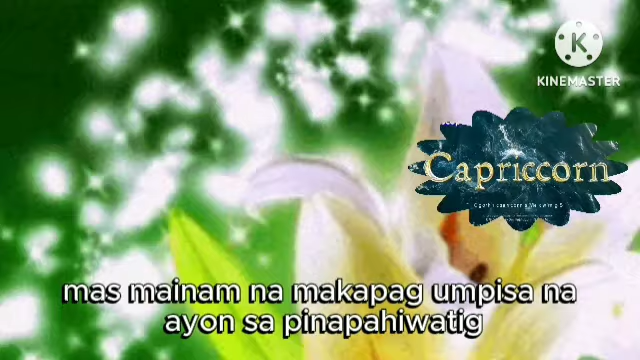 KINEMASTER
Capriccorn
mas mainam na makapag umpisa na
ayon sa pinapahiwatig